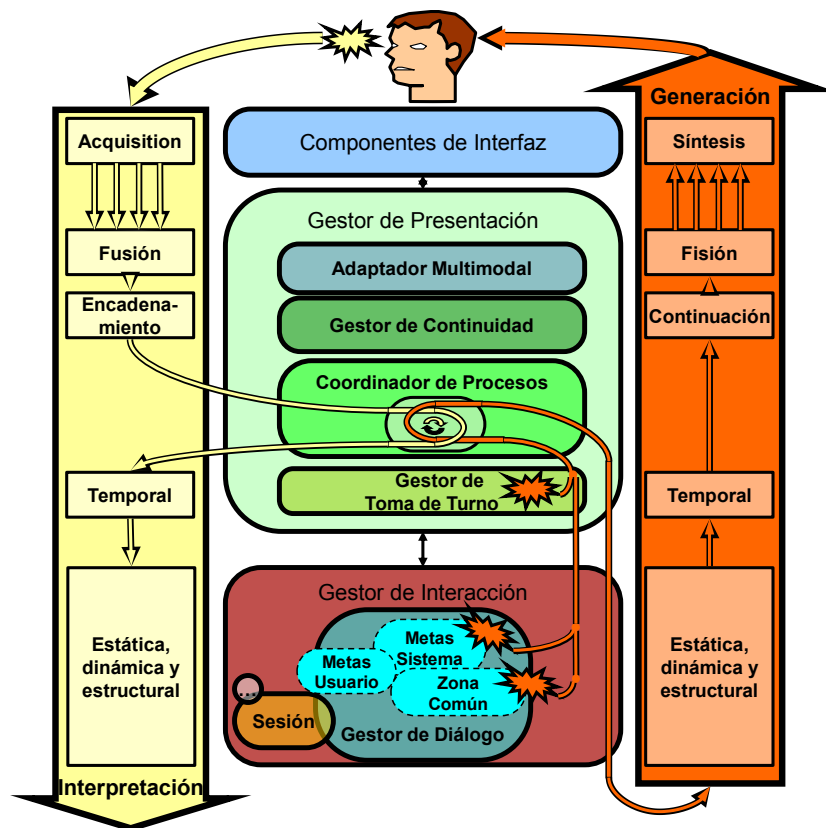 Generación
Acquisition
Componentes de Interfaz
Síntesis
Gestor de Presentación
Fusión
Adaptador Multimodal
Fisión
Encadena-
miento
Gestor de Continuidad
Continuación
Coordinador de Procesos
Temporal
Gestor de
Toma de Turno
Temporal
Gestor de Interacción
Estática,
dinámica y
estructural
Metas
Sistema
Metas
Usuario
Zona
Común
Sesión
...
Gestor de Diálogo
Estática,
dinámica y
estructural
Interpretación